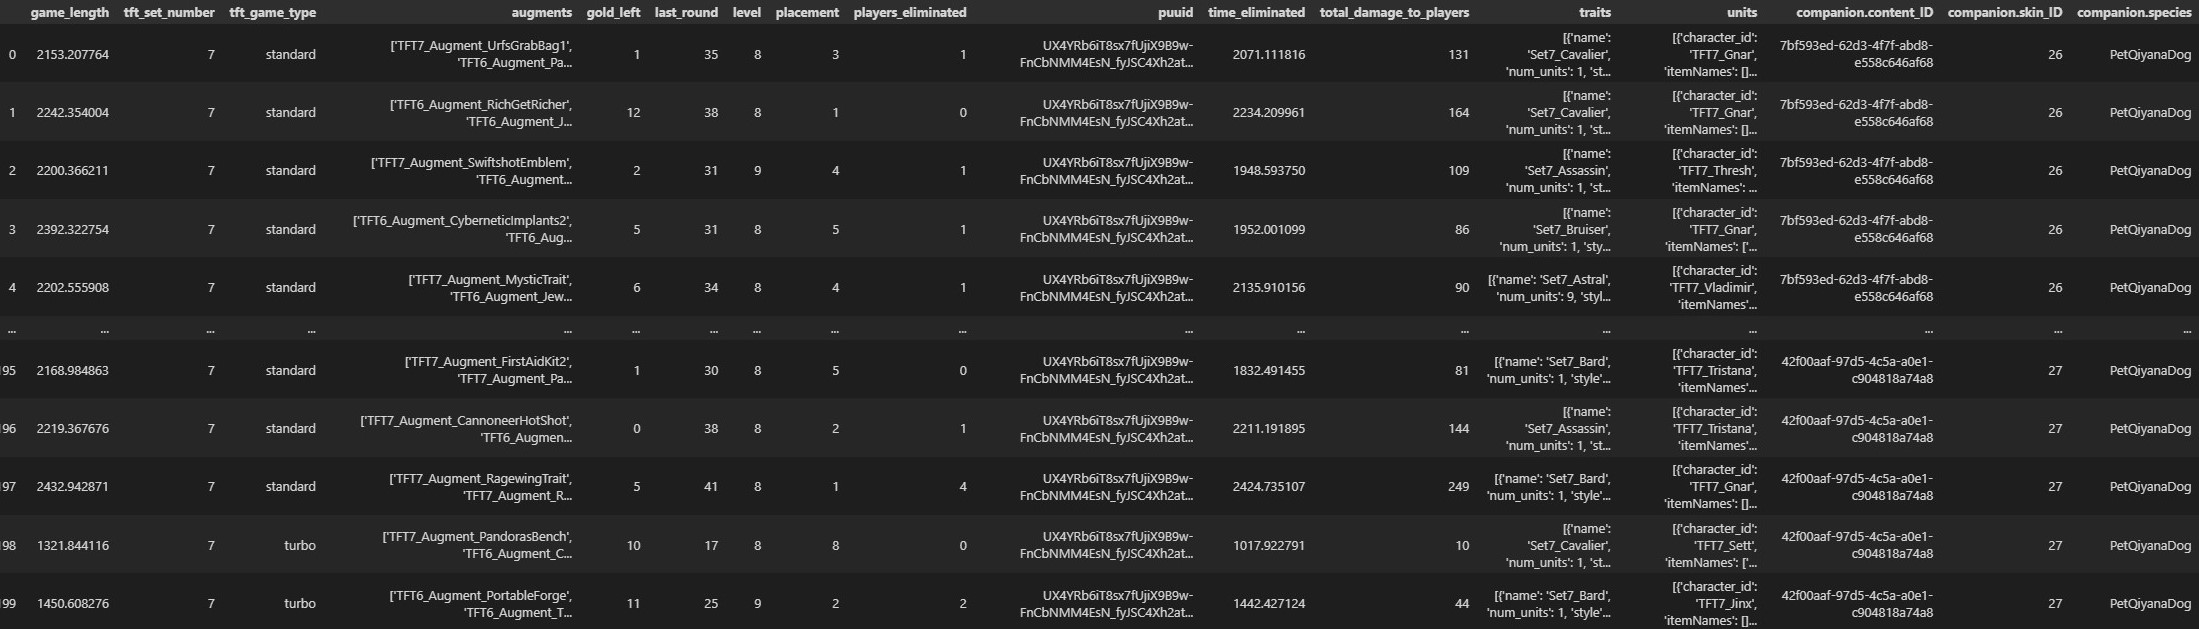 game_length tft_set_number tft_game_type augments gold_left last_round level placement players_eliminated puuid time_eliminated total_damage_to_players traits units companion.content_ID companion.skin_ID companion.species
0 2153.207764 7 standard ['TFT7_Augment_UrfsGrabBag1', 'TFT6_Augment_Pa... 1 35 8 3 1 UX4YRb6iT8sx7fUjiX9B9w-FnCbNMM4EsN_fyJSC4Xh2at... 2071.111816 131 [{'name': 'Set7_Cavalier', 'num_units': 1, 'st... [{'character_id': 'TFT7_Gnar', 'itemNames': []... 7bf593ed-62d3-4f7f-abd8-e558c646af68 26 PetQiyanaDog
1 2242.354004 7 standard ['TFT6_Augment_RichGetRicher', 'TFT6_Augment_J... 12 38 8 1 0 UX4YRb6iT8sx7fUjiX9B9w-FnCbNMM4EsN_fyJSC4Xh2at... 2234.209961 164 [{'name': 'Set7_Cavalier', 'num_units': 1, 'st... [{'character_id': 'TFT7_Gnar', 'itemNames': []... 7bf593ed-62d3-4f7f-abd8-e558c646af68 26 PetQiyanaDog
2 2200.366211 7 standard ['TFT7_Augment_SwiftshotEmblem', 'TFT6_Augment... 2 31 9 4 1 UX4YRb6iT8sx7fUjiX9B9w-FnCbNMM4EsN_fyJSC4Xh2at... 1948.593750 109 [{'name': 'Set7_Assassin', 'num_units': 1, 'st... [{'character_id': 'TFT7_Thresh', 'itemNames': ... 7bf593ed-62d3-4f7f-abd8-e558c646af68 26 PetQiyanaDog
3 2392.322754 7 standard ['TFT6_Augment_CyberneticImplants2', 'TFT6_Aug... 5 31 8 5 1 UX4YRb6iT8sx7fUjiX9B9w-FnCbNMM4EsN_fyJSC4Xh2at... 1952.001099 86 [{'name': 'Set7_Bruiser', 'num_units': 1, 'sty... [{'character_id': 'TFT7_Gnar', 'itemNames': ['... 7bf593ed-62d3-4f7f-abd8-e558c646af68 26 PetQiyanaDog
4 2202.555908 7 standard ['TFT7_Augment_MysticTrait', 'TFT6_Augment_Jew... 6 34 8 4 1 UX4YRb6iT8sx7fUjiX9B9w-FnCbNMM4EsN_fyJSC4Xh2at... 2135.910156 90 [{'name': 'Set7_Astral', 'num_units': 9, 'styl... [{'character_id': 'TFT7_Vladimir', 'itemNames'... 7bf593ed-62d3-4f7f-abd8-e558c646af68 26 PetQiyanaDog
... ... ... ... ... ... ... ... ... ... ... ... ... ... ... ... ... ...
195 2168.984863 7 standard ['TFT7_Augment_FirstAidKit2', 'TFT7_Augment_Pa... 1 30 8 5 0 UX4YRb6iT8sx7fUjiX9B9w-FnCbNMM4EsN_fyJSC4Xh2at... 1832.491455 81 [{'name': 'Set7_Bard', 'num_units': 1, 'style'... [{'character_id': 'TFT7_Tristana', 'itemNames'... 42f00aaf-97d5-4c5a-a0e1-c904818a74a8 27 PetQiyanaDog
196 2219.367676 7 standard ['TFT7_Augment_CannoneerHotShot', 'TFT6_Augmen... 0 38 8 2 1 UX4YRb6iT8sx7fUjiX9B9w-FnCbNMM4EsN_fyJSC4Xh2at... 2211.191895 144 [{'name': 'Set7_Assassin', 'num_units': 1, 'st... [{'character_id': 'TFT7_Tristana', 'itemNames'... 42f00aaf-97d5-4c5a-a0e1-c904818a74a8 27 PetQiyanaDog
197 2432.942871 7 standard ['TFT7_Augment_RagewingTrait', 'TFT7_Augment_R... 5 41 8 1 4 UX4YRb6iT8sx7fUjiX9B9w-FnCbNMM4EsN_fyJSC4Xh2at... 2424.735107 249 [{'name': 'Set7_Bard', 'num_units': 1, 'style'... [{'character_id': 'TFT7_Gnar', 'itemNames': []... 42f00aaf-97d5-4c5a-a0e1-c904818a74a8 27 PetQiyanaDog
198 1321.844116 7 turbo ['TFT7_Augment_PandorasBench', 'TFT6_Augment_C... 10 17 8 8 0 UX4YRb6iT8sx7fUjiX9B9w-FnCbNMM4EsN_fyJSC4Xh2at... 1017.922791 10 [{'name': 'Set7_Cavalier', 'num_units': 1, 'st... [{'character_id': 'TFT7_Sett', 'itemNames': ['... 42f00aaf-97d5-4c5a-a0e1-c904818a74a8 27 PetQiyanaDog
199 1450.608276 7 turbo ['TFT6_Augment_PortableForge', 'TFT6_Augment_T... 11 25 9 2 2 UX4YRb6iT8sx7fUjiX9B9w-FnCbNMM4EsN_fyJSC4Xh2at... 1442.427124 44 [{'name': 'Set7_Bard', 'num_units': 1, 'style'... [{'character_id': 'TFT7_Jinx', 'itemNames': []... 42f00aaf-97d5-4c5a-a0e1-c904818a74a8 27 PetQiyanaDog